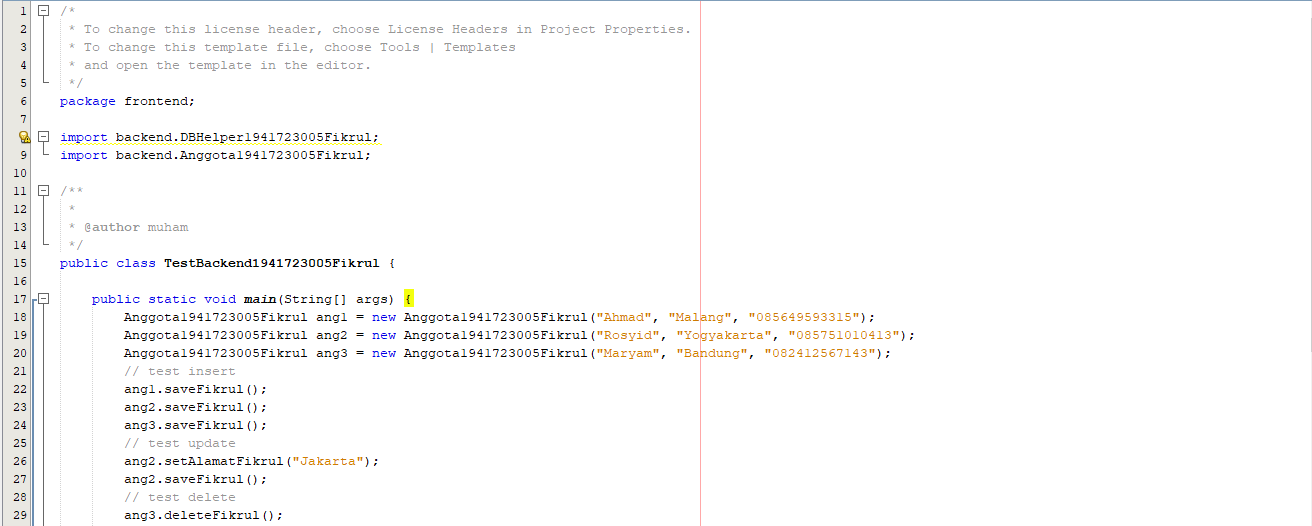 1 /*
2 * To change this license header, choose License Headers in Project Properties.
3 * To change this template file, choose Tools | Templates
4 * and open the template in the editor.
5 */
6 package frontend;
7
import backend.DBHelper1941723005Fikrul;
9 import backend.Anggota1941723005Fikrul;
10
11 /**
12 *
13 * @author muham
14 */
15 public class TestBackend1941723005Fikrul {
16
17 public static void main(String[] args) {
18 Anggota1941723005Fikrul ang1 = new Anggota1941723005Fikrul("Ahmad", "Malang", "085649593315");
19 Anggota1941723005Fikrul ang2 = new Anggota1941723005Fikrul("Rosyid", "Yogyakarta", "085751010413");
20 Anggota1941723005Fikrul ang3 = new Anggota1941723005Fikrul("Maryam", "Bandung", "082412567143");
21 // test insert
22 ang1.saveFikrul();
23 ang2.saveFikrul();
24 ang3.saveFikrul();
25 // test update
26 ang2.setAlamatFikrul("Jakarta");
27 ang2.saveFikrul();
28 // test delete
29 ang3.deleteFikrul();